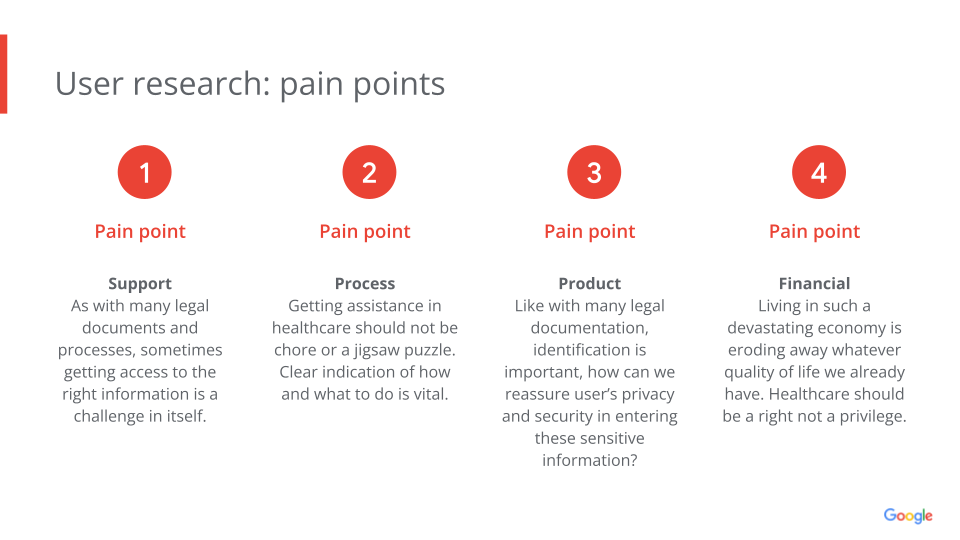 User research: pain points
1
Pain point
Support
As with many legal
documents and
processes, sometimes
getting access to the
right information is a
challenge in itself.
2
Pain point
Process
Getting assistance in
healthcare should not be
chore or a jigsaw puzzle.
Clear indication of how
and what to do is vital.
3
Pain point
Product
Like with many legal
documentation,
identification is
important, how can we
reassure user’s privacy
and security in entering
these sensitive
information?
4
Pain point
Financial
Living in such a
devastating economy is
eroding away whatever
quality of life we already
have. Healthcare should
be a right not a privilege.
Google